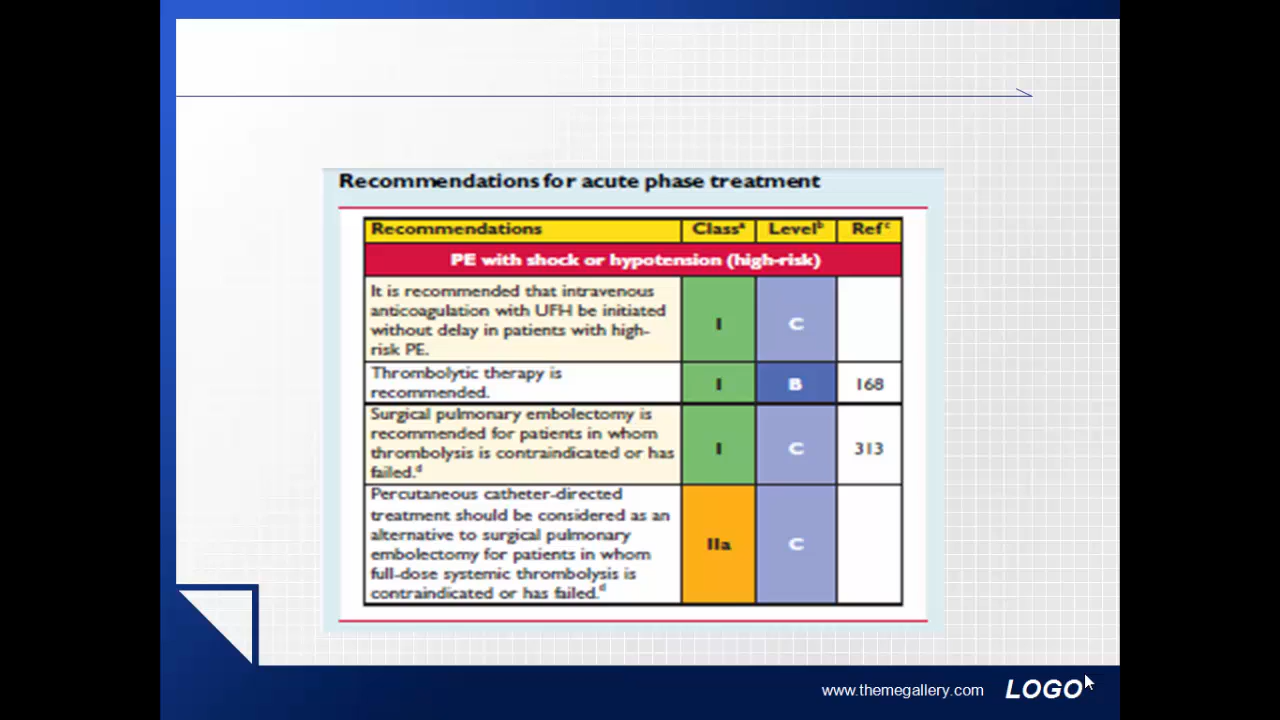 Recommendations for acute phase treatment
Recommendations Classᵃ Levelᵇ Refᶜ
PE with shock or hypotension (high-risk)
It is recommended that intravenous
anticoagulation with UFH be initiated
without delay in patients with high-
risk PE.
I C
Thrombolytic therapy is
recommended.
I B 168
Surgical pulmonary embolectomy is
recommended for patients in whom
thrombolysis is contraindicated or has
failed.ᵈ
I C 313
Percutaneous catheter-directed
treatment should be considered as an
alternative to surgical pulmonary
embolectomy for patients in whom
full-dose systemic thrombolysis is
contraindicated or has failed.ᵈ
IIa C
www.themegallery.com LOGO